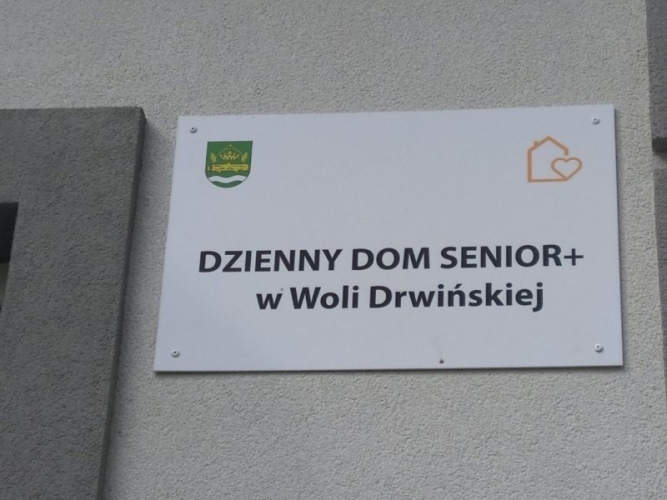 DZIENNY DOM SENIOR+
w Woli Drwińskiej